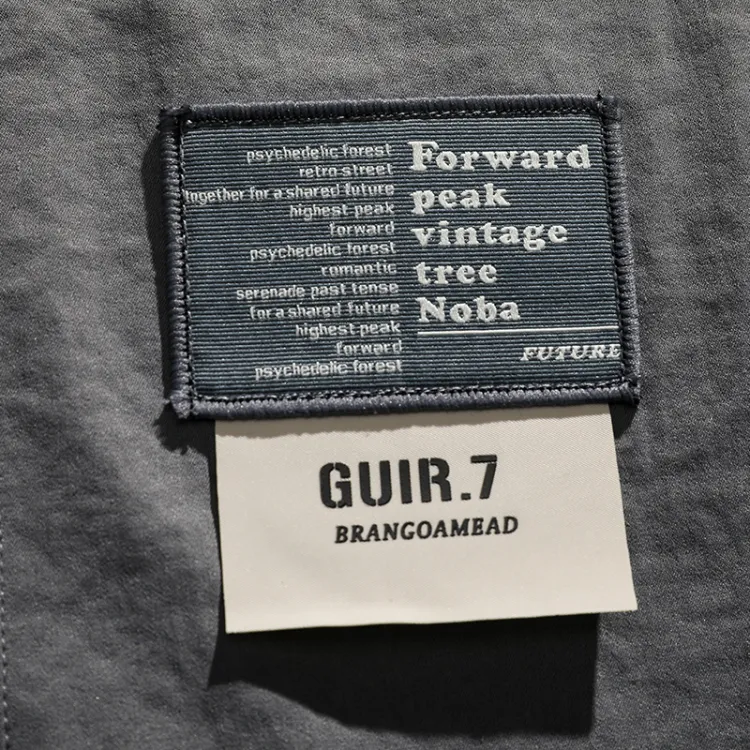 psychedelic forest
retro street
together for a shared future
highest peak
forward
psychedelic forest
romantic
serenade past tense
for a shared future
highest peak
forward
psychedelic forest
Forward
peak
vintage
tree
Noba
FUTURE
GUIR.7
BRANGOAMEAD